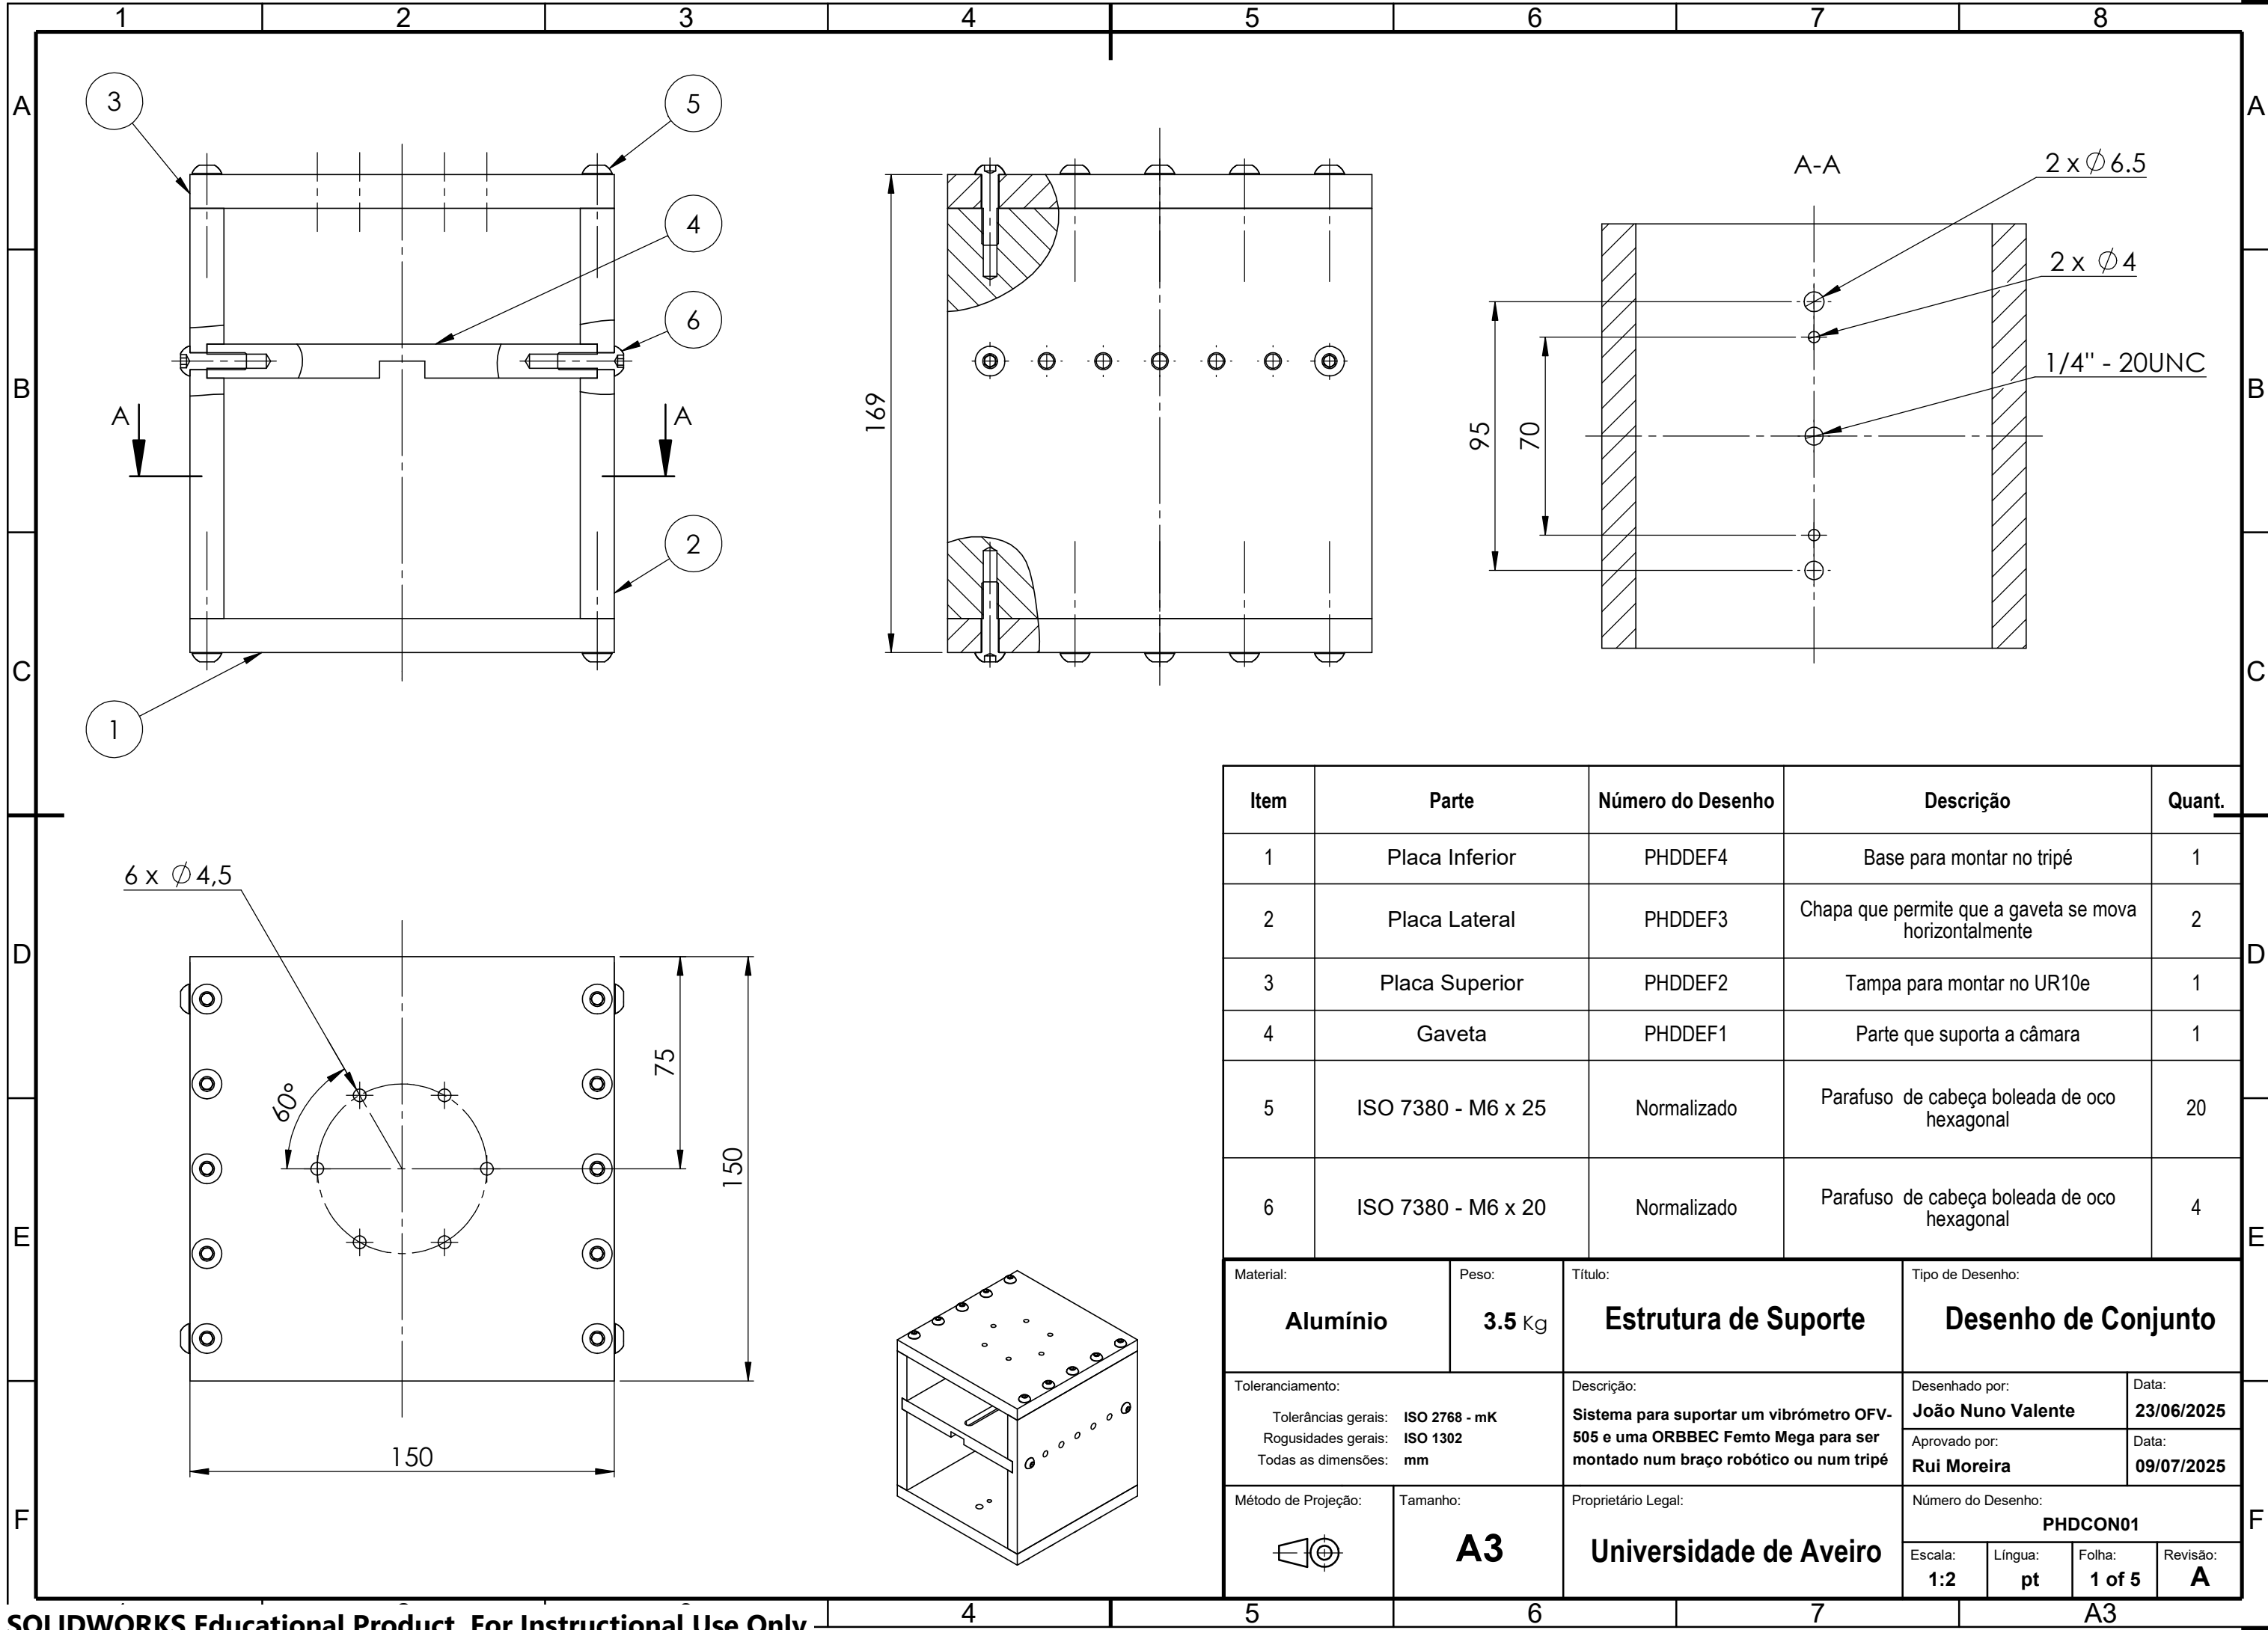 1 2 3 4 5 6 7 8
A A
B B
C C
D D
E E
F F
3
5
4
6
2
1
A A
169
A-A
2 x ∅6.5
2 x ∅4
1/4" - 20UNC
95
70
6 x ∅4,5
60°
75
150
150
Item Parte Número do Desenho Descrição Quant.
1 Placa Inferior PHDDEF4 Base para montar no tripé 1
2 Placa Lateral PHDDEF3 Chapa que permite que a gaveta se mova
horizontalmente 2
3 Placa Superior PHDDEF2 Tampa para montar no UR10e 1
4 Gaveta PHDDEF1 Parte que suporta a câmara 1
5 ISO 7380 - M6 x 25 Normalizado Parafuso de cabeça boleada de oco
hexagonal 20
6 ISO 7380 - M6 x 20 Normalizado Parafuso de cabeça boleada de oco
hexagonal 4
Material:
Alumínio
Peso:
3.5 Kg
Título:
Estrutura de Suporte
Tipo de Desenho:
Desenho de Conjunto
Toleranciamento:
Tolerâncias gerais: ISO 2768 - mK
Rogusidades gerais: ISO 1302
Todas as dimensões: mm
Descrição:
Sistema para suportar um vibrómetro OFV-
505 e uma ORBBEC Femto Mega para ser
montado num braço robótico ou num tripé
Desenhado por:
João Nuno Valente
Data:
23/06/2025
Aprovado por:
Rui Moreira
Data:
09/07/2025
Método de Projeção:
Tamanho:
A3
Proprietário Legal:
Universidade de Aveiro
Número do Desenho:
PHDCON01
Escala:
1:2
Língua:
pt
Folha:
1 of 5
Revisão:
A
4 5 6 7 A3
SOLIDWORKS Educational Product. For Instructional Use Only.